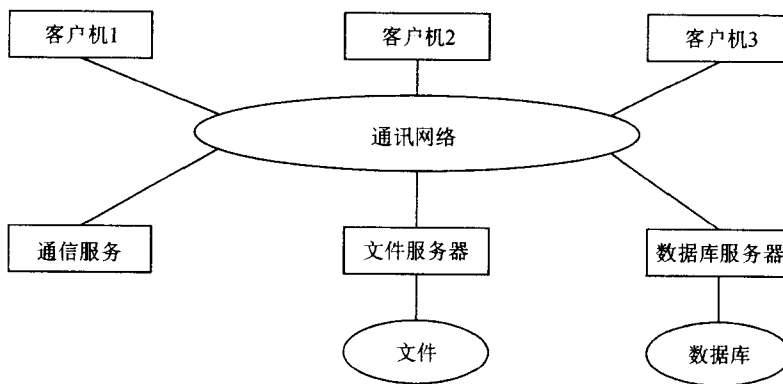 客户机1
客户机2
客户机3
通讯网络
通信服务
文件服务器
数据库服务器
文件
数据库